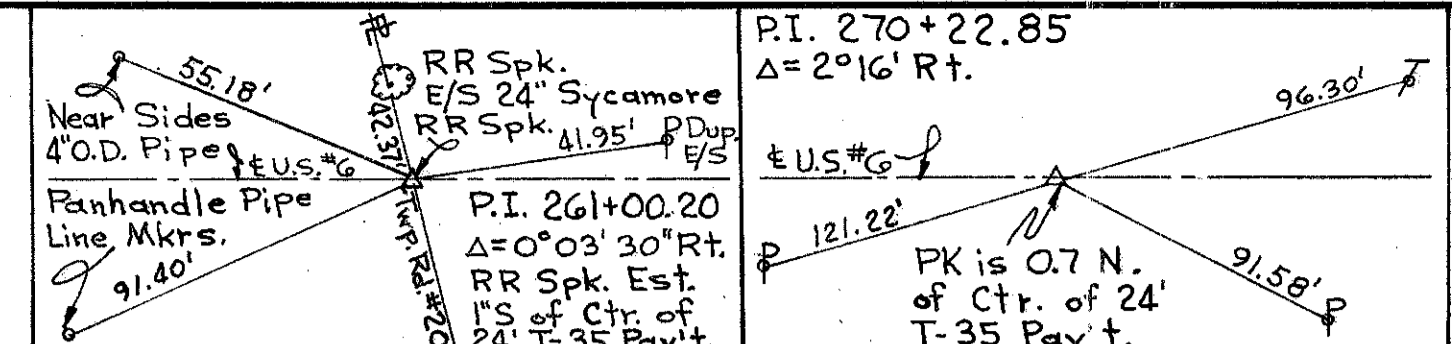 55.18'
RR Spk.
E/S 24" Sycamore
RR Spk.
42.37'
41.95'
P Dup.
E/S
Near Sides
4"O.D. Pipe
℄ U.S.#6
Panhandle Pipe
Line Mkrs.
91.40'
Twp. Rd. #20
P.I. 261+00.20
Δ=0°03'30"Rt.
RR Spk. Est.
1"S of Ctr. of
24' T-35 Pav't.
P.I. 270+22.85
Δ=2°16' Rt.
96.30'
T
℄ U.S.#6
121.22'
P
PK is 0.7 N.
of Ctr. of 24'
T-35 Pav't.
91.58'
P